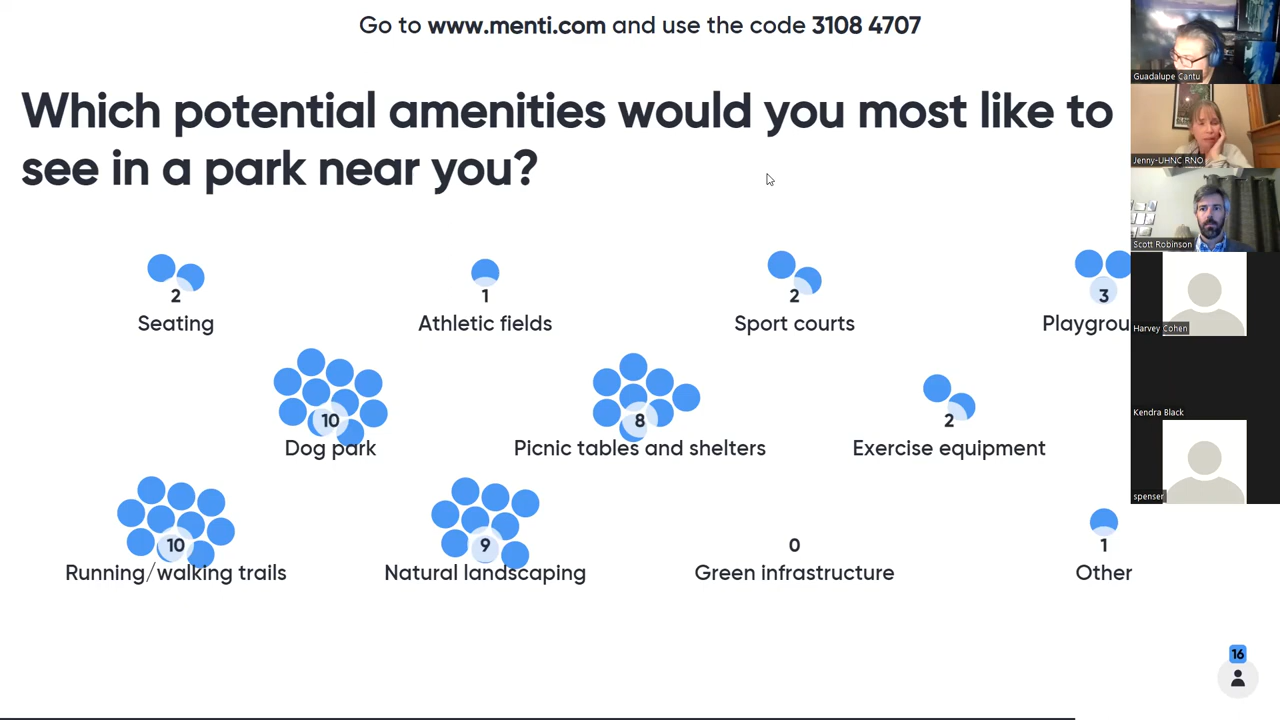 Go to www.menti.com and use the code 3108 4707
Which potential amenities would you most like to
see in a park near you?
2
Seating
1
Athletic fields
2
Sport courts
3
Playgrou
10
Dog park
8
Picnic tables and shelters
2
Exercise equipment
10
Running/walking trails
9
Natural landscaping
0
Green infrastructure
1
Other
16
Guadalupe Cantu
Jenny-UHNC RNO
Scott Robinson
Harvey Cohen
Kendra Black
spenser